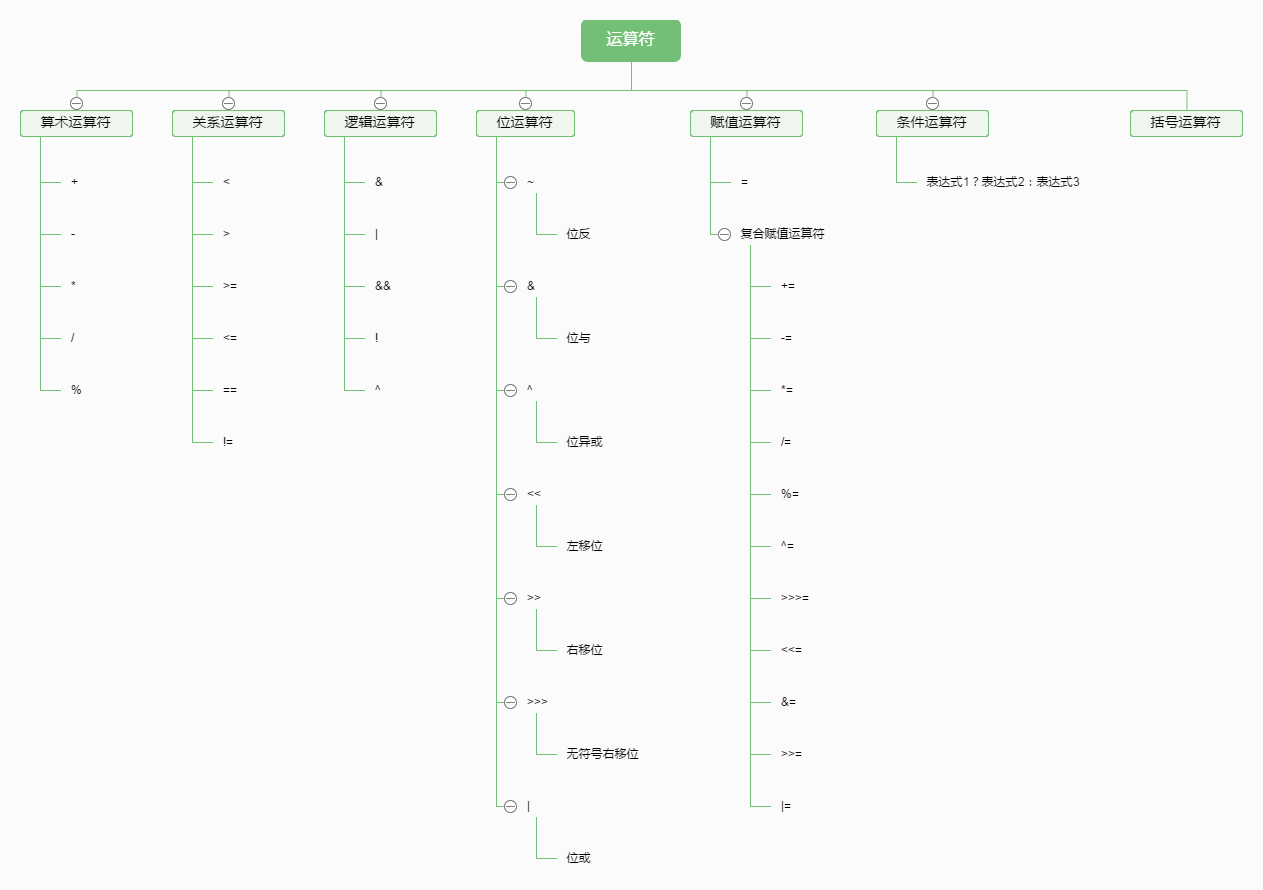 运算符
算术运算符
+
-
*
/
%
关系运算符
<
>
>=
<=
==
!=
逻辑运算符
&
|
&&
!
^
位运算符
~
位反
&
位与
^
位异或
<<
左移位
>>
右移位
>>>
无符号右移位
|
位或
赋值运算符
=
复合赋值运算符
+=
-=
*=
/=
%=
^=
>>>=
<<=
&=
>>=
|=
条件运算符
表达式1？表达式2：表达式3
括号运算符